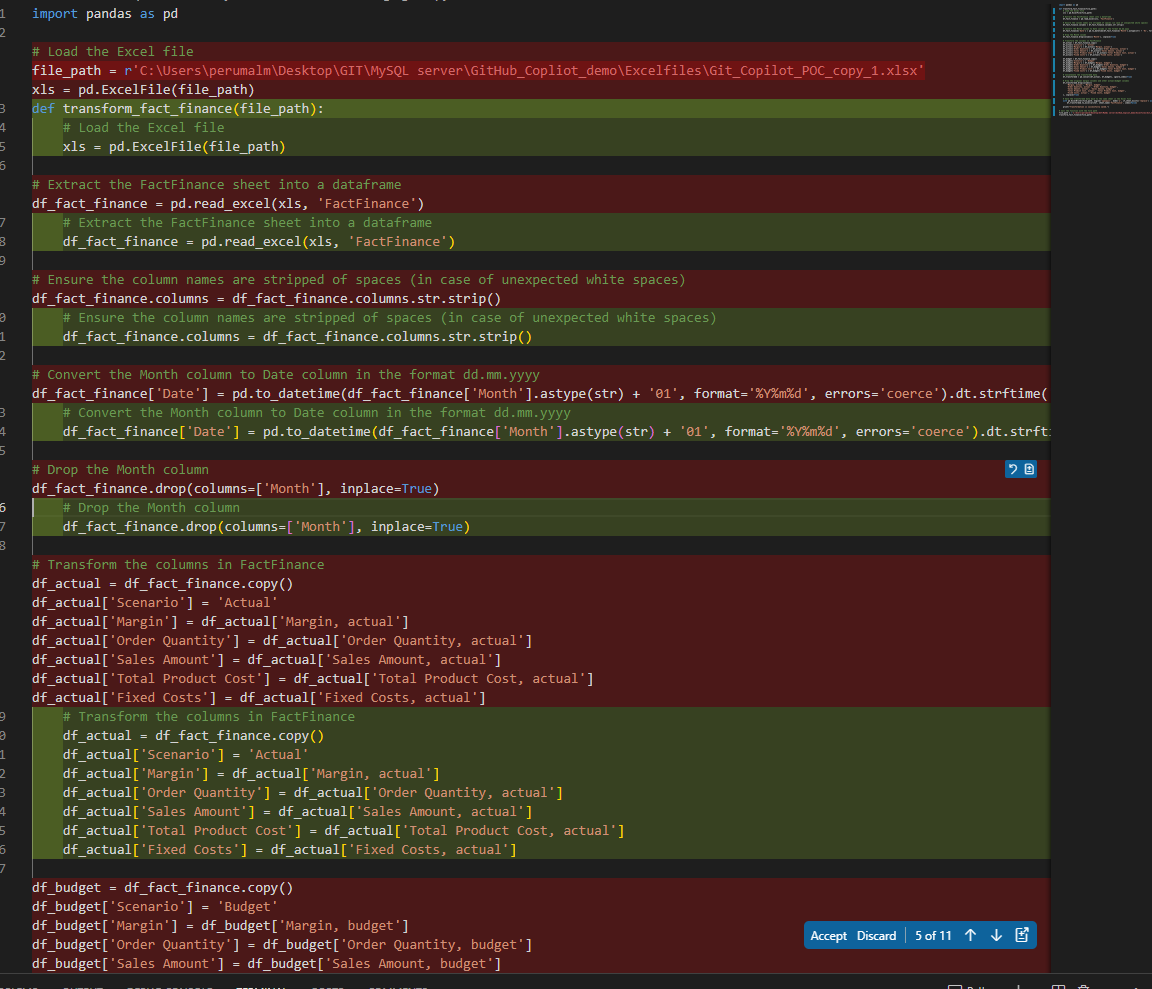 1 import pandas as pd
2
# Load the Excel file
file_path = r'C:\Users\perumalm\Desktop\GIT\MySQL server\GitHub_Copliot_demo\Excelfiles\Git_Copilot_POC_copy_1.xlsx'
xls = pd.ExcelFile(file_path)
3 def transform_fact_finance(file_path):
4     # Load the Excel file
5     xls = pd.ExcelFile(file_path)
6
# Extract the FactFinance sheet into a dataframe
df_fact_finance = pd.read_excel(xls, 'FactFinance')
7     # Extract the FactFinance sheet into a dataframe
8     df_fact_finance = pd.read_excel(xls, 'FactFinance')
9
# Ensure the column names are stripped of spaces (in case of unexpected white spaces)
df_fact_finance.columns = df_fact_finance.columns.str.strip()
0     # Ensure the column names are stripped of spaces (in case of unexpected white spaces)
1     df_fact_finance.columns = df_fact_finance.columns.str.strip()
2
# Convert the Month column to Date column in the format dd.mm.yyyy
df_fact_finance['Date'] = pd.to_datetime(df_fact_finance['Month'].astype(str) + '01', format='%Y%m%d', errors='coerce').dt.strftime(
3     # Convert the Month column to Date column in the format dd.mm.yyyy
4     df_fact_finance['Date'] = pd.to_datetime(df_fact_finance['Month'].astype(str) + '01', format='%Y%m%d', errors='coerce').dt.strft
5
# Drop the Month column
df_fact_finance.drop(columns=['Month'], inplace=True)
6     # Drop the Month column
7     df_fact_finance.drop(columns=['Month'], inplace=True)
8
# Transform the columns in FactFinance
df_actual = df_fact_finance.copy()
df_actual['Scenario'] = 'Actual'
df_actual['Margin'] = df_actual['Margin, actual']
df_actual['Order Quantity'] = df_actual['Order Quantity, actual']
df_actual['Sales Amount'] = df_actual['Sales Amount, actual']
df_actual['Total Product Cost'] = df_actual['Total Product Cost, actual']
df_actual['Fixed Costs'] = df_actual['Fixed Costs, actual']
9     # Transform the columns in FactFinance
0     df_actual = df_fact_finance.copy()
1     df_actual['Scenario'] = 'Actual'
2     df_actual['Margin'] = df_actual['Margin, actual']
3     df_actual['Order Quantity'] = df_actual['Order Quantity, actual']
4     df_actual['Sales Amount'] = df_actual['Sales Amount, actual']
5     df_actual['Total Product Cost'] = df_actual['Total Product Cost, actual']
6     df_actual['Fixed Costs'] = df_actual['Fixed Costs, actual']
7
df_budget = df_fact_finance.copy()
df_budget['Scenario'] = 'Budget'
df_budget['Margin'] = df_budget['Margin, budget']
df_budget['Order Quantity'] = df_budget['Order Quantity, budget']
df_budget['Sales Amount'] = df_budget['Sales Amount, budget']
Accept Discard 5 of 11